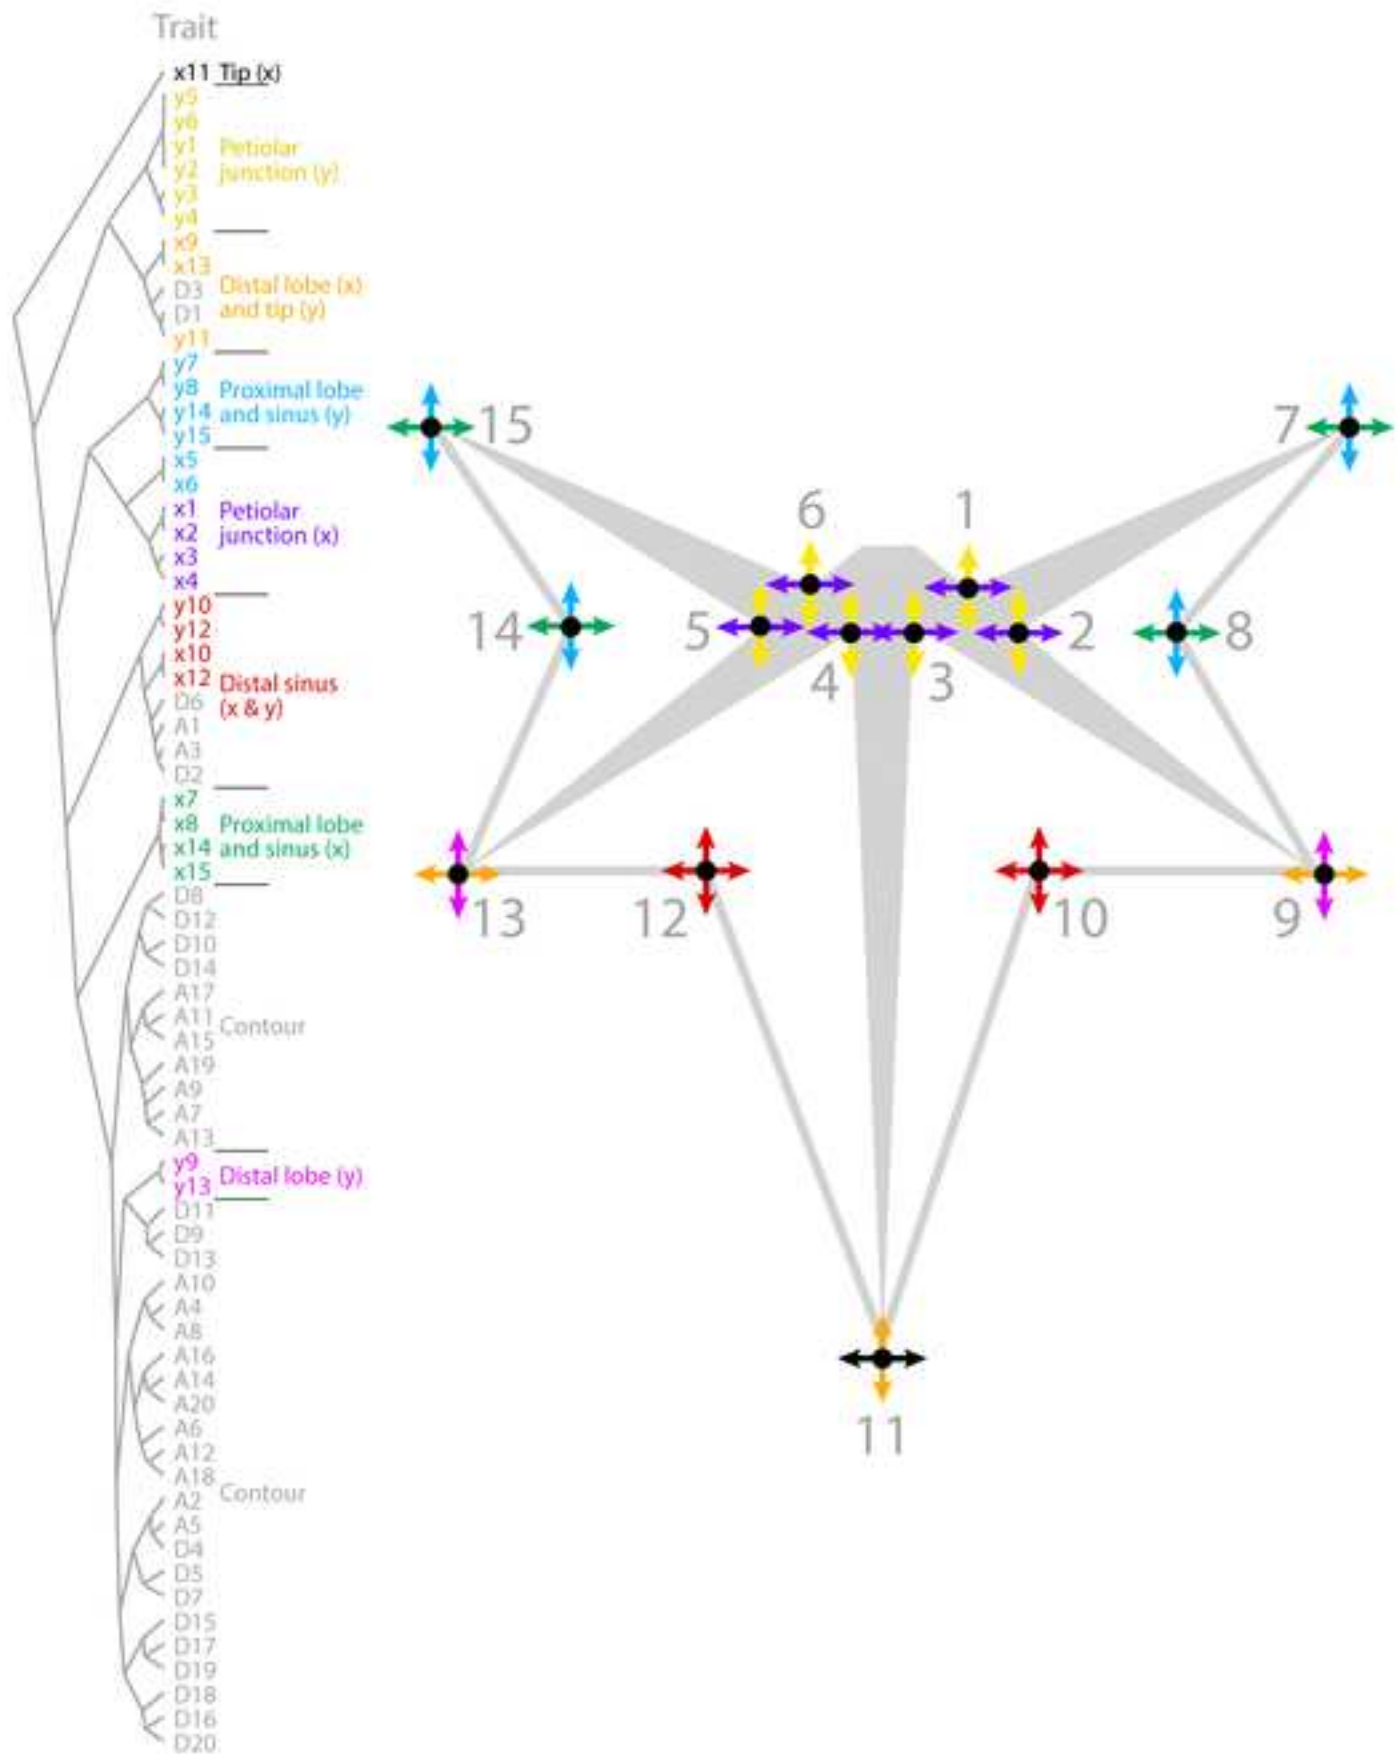 Trait
x11 Tip (x)
y5
y6
y1 Petiolar
y2 junction (y)
y3
y4
x9
x13
D3 Distal lobe (x)
D1 and tip (y)
y11
y7
y8 Proximal lobe
y14 and sinus (y)
y15
x5
x6
x1 Petiolar
x2 junction (x)
x3
x4
y10
y12
x10
x12 Distal sinus
D6 (x & y)
A1
A3
D2
x7
x8 Proximal lobe
x14 and sinus (x)
x15
D8
D12
D10
D14
A17
A11 Contour
A15
A19
A9
A7
A13
y9 Distal lobe (y)
y13
D11
D9
D13
A10
A4
A8
A16
A14
A20
A6
A12
A18
A2 Contour
A5
D4
D5
D7
D15
D17
D19
D18
D16
D20
15 7
6 1
14 5 2 8
4 3
13 12 10 9
11